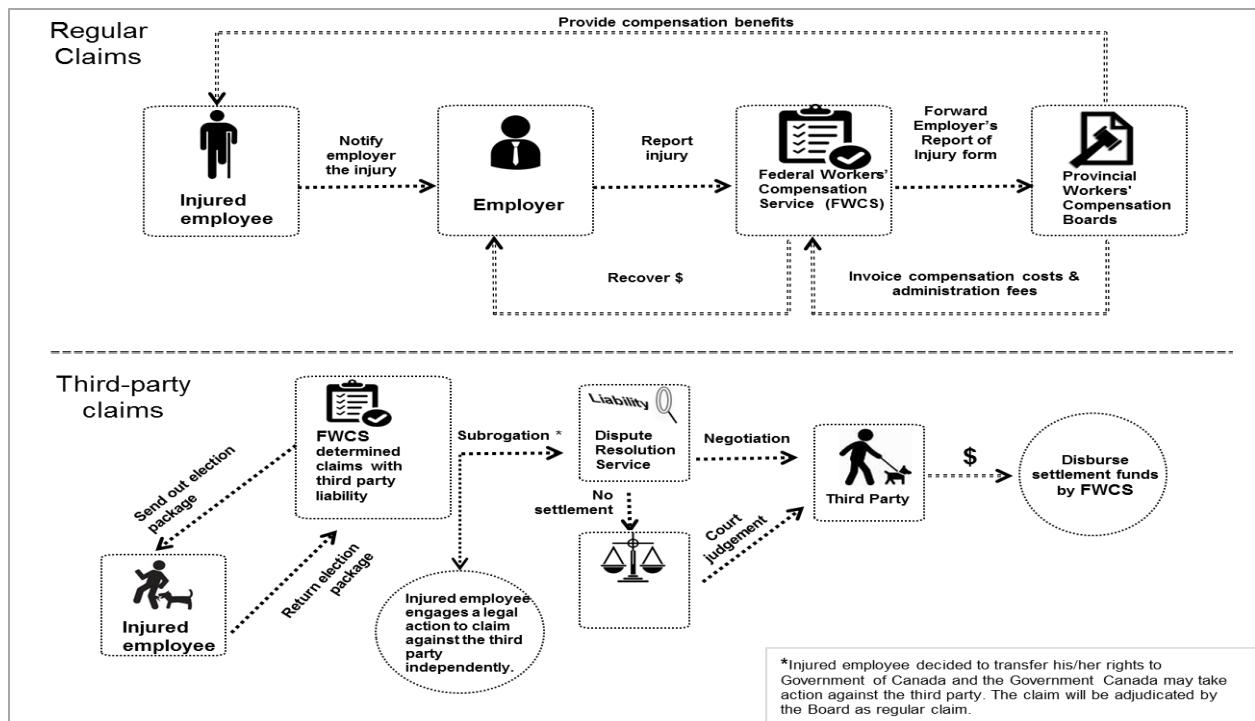 Provide compensation benefits
Regular
Claims
Injured
employee
Notify
employer
the injury
Employer
Report
injury
Federal Workers'
Compensation
Service (FWCS)
Forward
Employer's
Report of
Injury form
Provincial
Workers'
Compensation
Boards
Recover $
Invoice compensation costs &
administration fees
Third-party
claims
Send out election
package
FWCS
determined
claims with
third party
liability
Return election
package
Injured
employee
Subrogation *
Injured employee
engages a legal
action to claim
against the third
party
independently.
Liability
Dispute
Resolution
Service
Negotiation
No
settlement
Court
judgement
Third Party
$
Disburse
settlement funds
by FWCS
*Injured employee decided to transfer his/her rights to
Government of Canada and the Government Canada may take
action against the third party. The claim will be adjudicated by
the Board as regular claim.